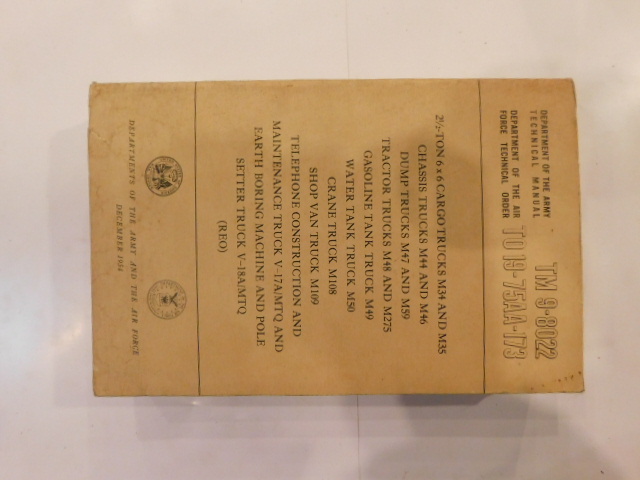 DEPARTMENT OF THE ARMY
TECHNICAL MANUAL
TM 9-8022
DEPARTMENT OF THE AIR
FORCE TECHNICAL ORDER
TO 19-75AA-173
2½-TON 6 x 6 CARGO TRUCKS M34 AND M35
CHASSIS TRUCKS M44 AND M46
DUMP TRUCKS M47 AND M59
TRACTOR TRUCKS M48 AND M275
GASOLINE TANK TRUCK M49
WATER TANK TRUCK M50
CRANE TRUCK M108
SHOP VAN TRUCK M109
TELEPHONE CONSTRUCTION AND
MAINTENANCE TRUCK V-17A/MTQ AND
EARTH BORING MACHINE AND POLE
SETTER TRUCK V-18A/MTQ
(REO)
DEPARTMENTS OF THE ARMY AND THE AIR FORCE
DECEMBER 1954